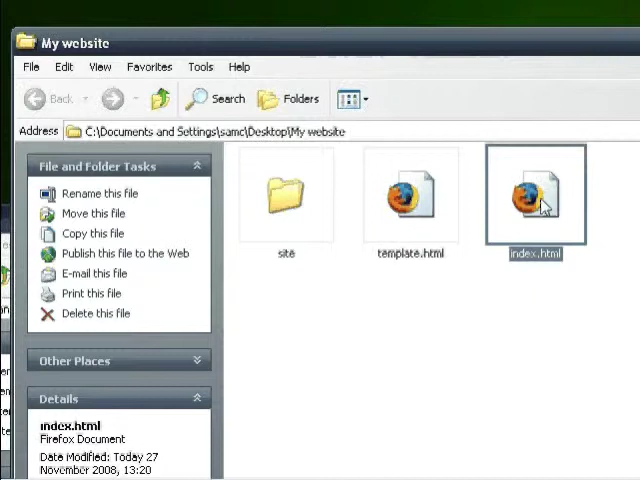 My website
File Edit View Favorites Tools Help
Back Search Folders
Address C:\Documents and Settings\samc\Desktop\My website
File and Folder Tasks
Rename this file
Move this file
Copy this file
Publish this file to the Web
E-mail this file
Print this file
Delete this file
site template.html index.html
Other Places
Details
index.html
Firefox Document
Date Modified: Today 27
November 2008, 13:20